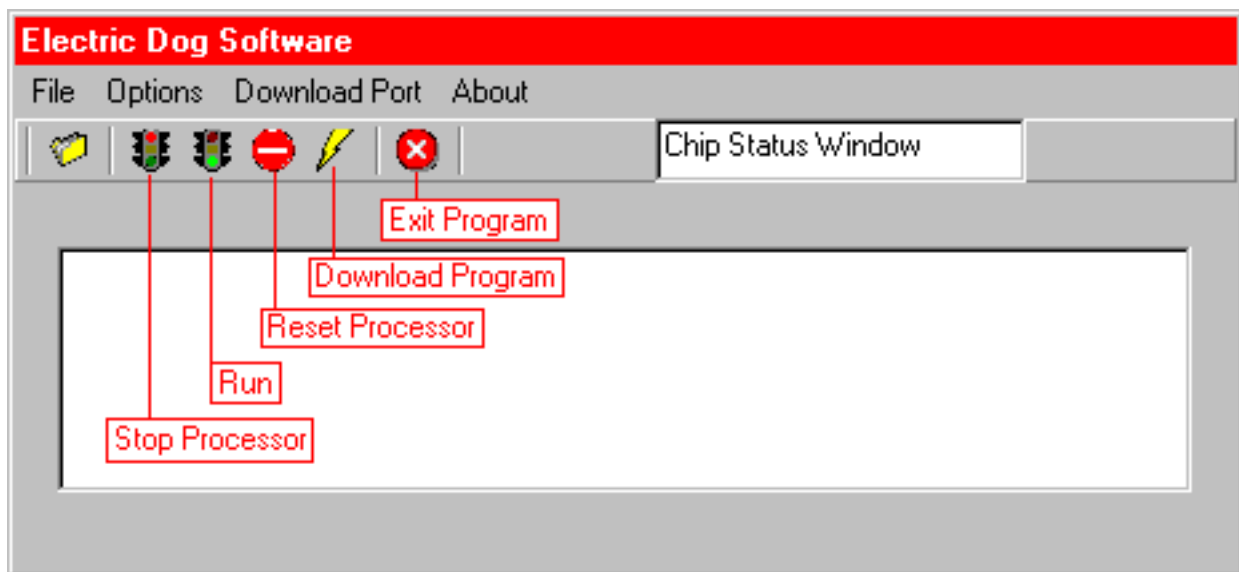 Electric Dog Software
File Options Download Port About
Chip Status Window
Exit Program
Download Program
Reset Processor
Run
Stop Processor